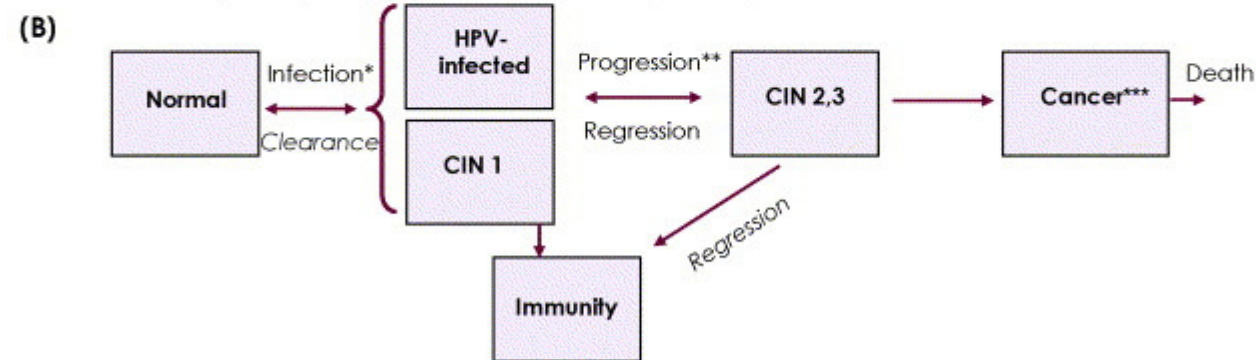 (B)
Normal
Infection*
Clearance
HPV-
infected
CIN 1
Progression**
Regression
CIN 2,3
Cancer***
Death
Regression
Immunity